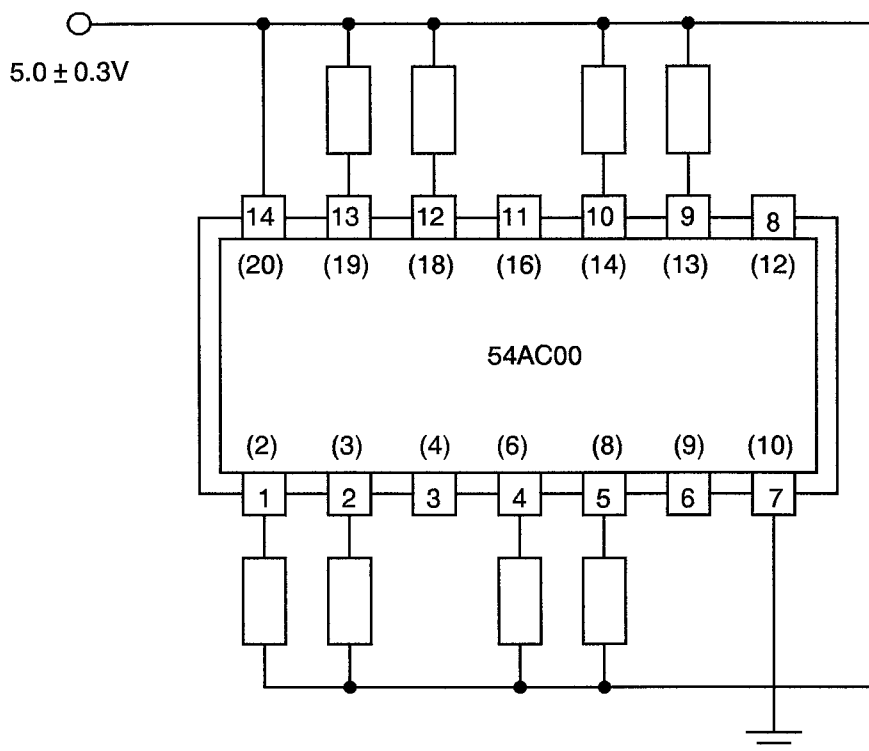 5.0 ± 0.3V
14 13 12 11 10 9 8
(20) (19) (18) (16) (14) (13) (12)
54AC00
(2) (3) (4) (6) (8) (9) (10)
1 2 3 4 5 6 7